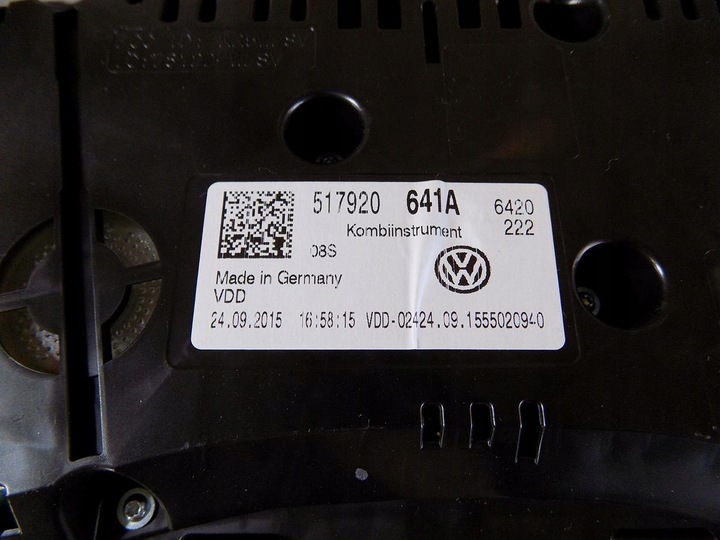 517920 641A 6420
Kombiinstrument 222
08S
Made in Germany
VDD
24.09.2015 16:58:15 VDD-02424.09.1555020940